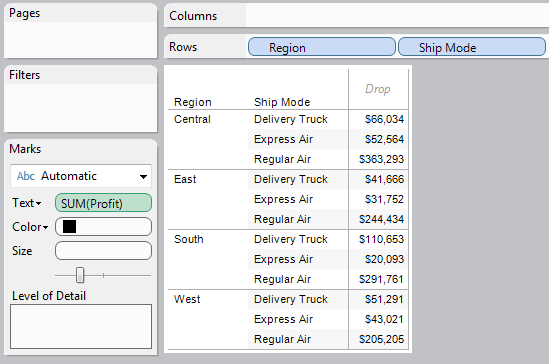 Pages
Columns
Rows Region Ship Mode
Filters
Marks
Abc Automatic
Text SUM(Profit)
Color
Size
Level of Detail
Drop
Region Ship Mode
Central Delivery Truck $66,034
Express Air $52,564
Regular Air $363,293
East Delivery Truck $41,666
Express Air $31,752
Regular Air $244,434
South Delivery Truck $110,653
Express Air $20,093
Regular Air $291,761
West Delivery Truck $51,291
Express Air $43,021
Regular Air $205,205